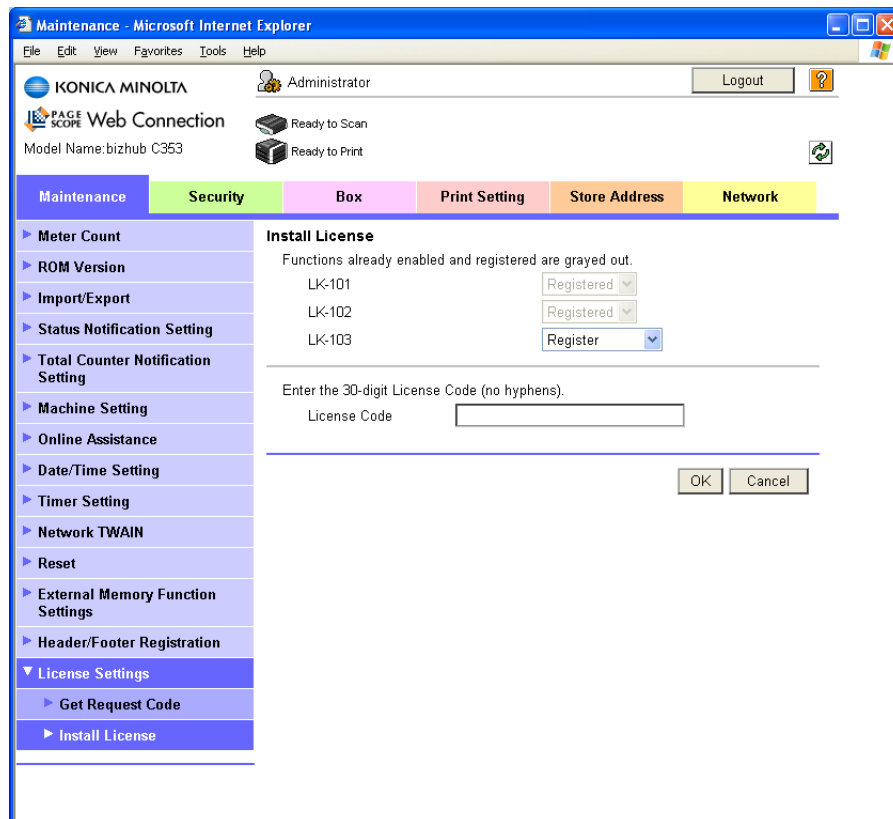 Maintenance - Microsoft Internet Explorer
File Edit View Favorites Tools Help
KONICA MINOLTA
Administrator
Logout
?
PAGE SCOPE Web Connection
Ready to Scan
Model Name:bizhub C353
Ready to Print
Maintenance Security Box Print Setting Store Address Network
Meter Count
ROM Version
Import/Export
Status Notification Setting
Total Counter Notification
Setting
Machine Setting
Online Assistance
Date/Time Setting
Timer Setting
Network TWAIN
Reset
External Memory Function
Settings
Header/Footer Registration
License Settings
Get Request Code
Install License
Install License
Functions already enabled and registered are grayed out.
LK-101 Registered
LK-102 Registered
LK-103 Register
Enter the 30-digit License Code (no hyphens).
License Code
OK Cancel